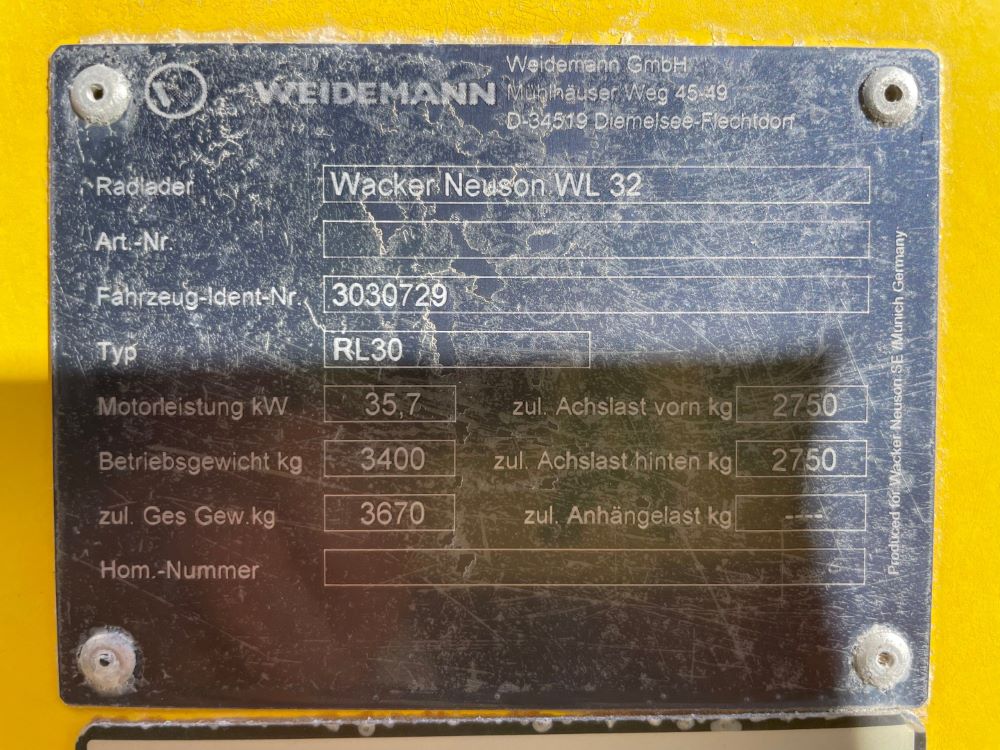 WEIDEMANN
Weidemann GmbH
Mühlhäuser Weg 45-49
D-34519 Diemelsee-Flechtdorf
Radlader Wacker Neuson WL 32
Art.-Nr.
Fahrzeug-Ident-Nr. 3030729
Typ RL30
Motorleistung kW 35,7 zul. Achslast vorn kg 2750
Betriebsgewicht kg 3400 zul. Achslast hinten kg 2750
zul. Ges Gew.kg 3670 zul. Anhängelast kg ----
Hom.-Nummer
Produced for Wacker Neuson SE /Munich Germany